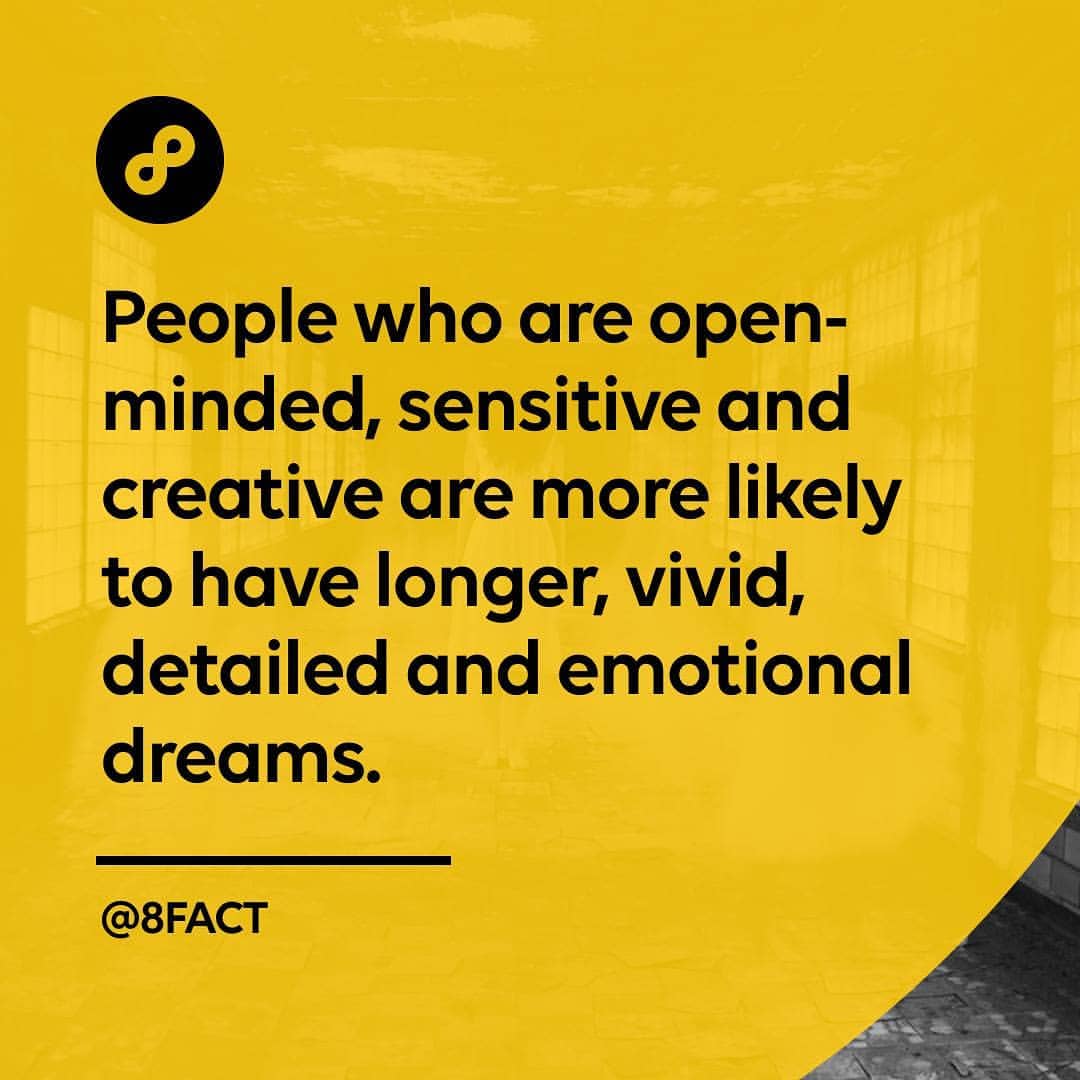 People who are open-
minded, sensitive and
creative are more likely
to have longer, vivid,
detailed and emotional
dreams.
@8FACT